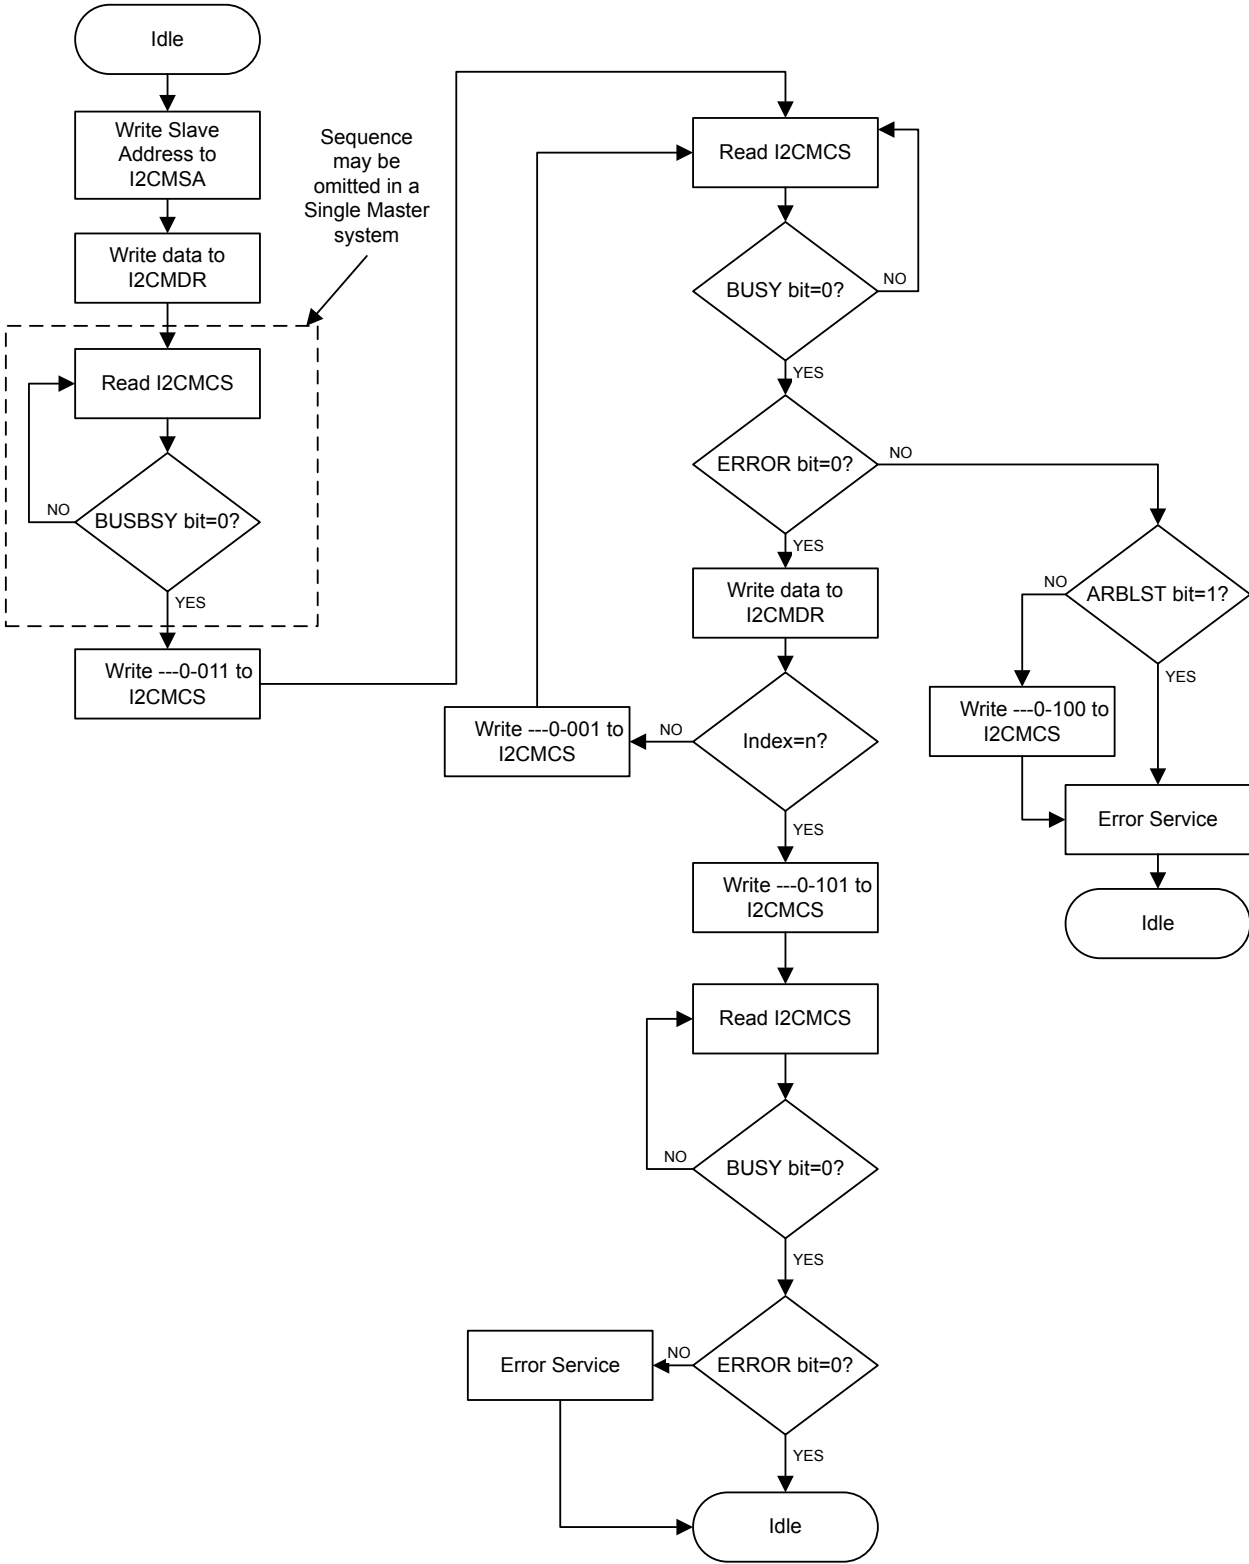 Idle
Write Slave
Address to
I2CMSA
Write data to
I2CMDR
Sequence
may be
omitted in a
Single Master
system
Read I2CMCS
BUSBSY bit=0?
NO
YES
Write ---0-011 to
I2CMCS
Read I2CMCS
BUSY bit=0?
NO
YES
ERROR bit=0?
NO
YES
Write data to
I2CMDR
Index=n?
NO
Write ---0-001 to
I2CMCS
YES
ARBLST bit=1?
NO
YES
Write ---0-100 to
I2CMCS
Error Service
Idle
Write ---0-101 to
I2CMCS
Read I2CMCS
BUSY bit=0?
NO
YES
ERROR bit=0?
NO
Error Service
YES
Idle